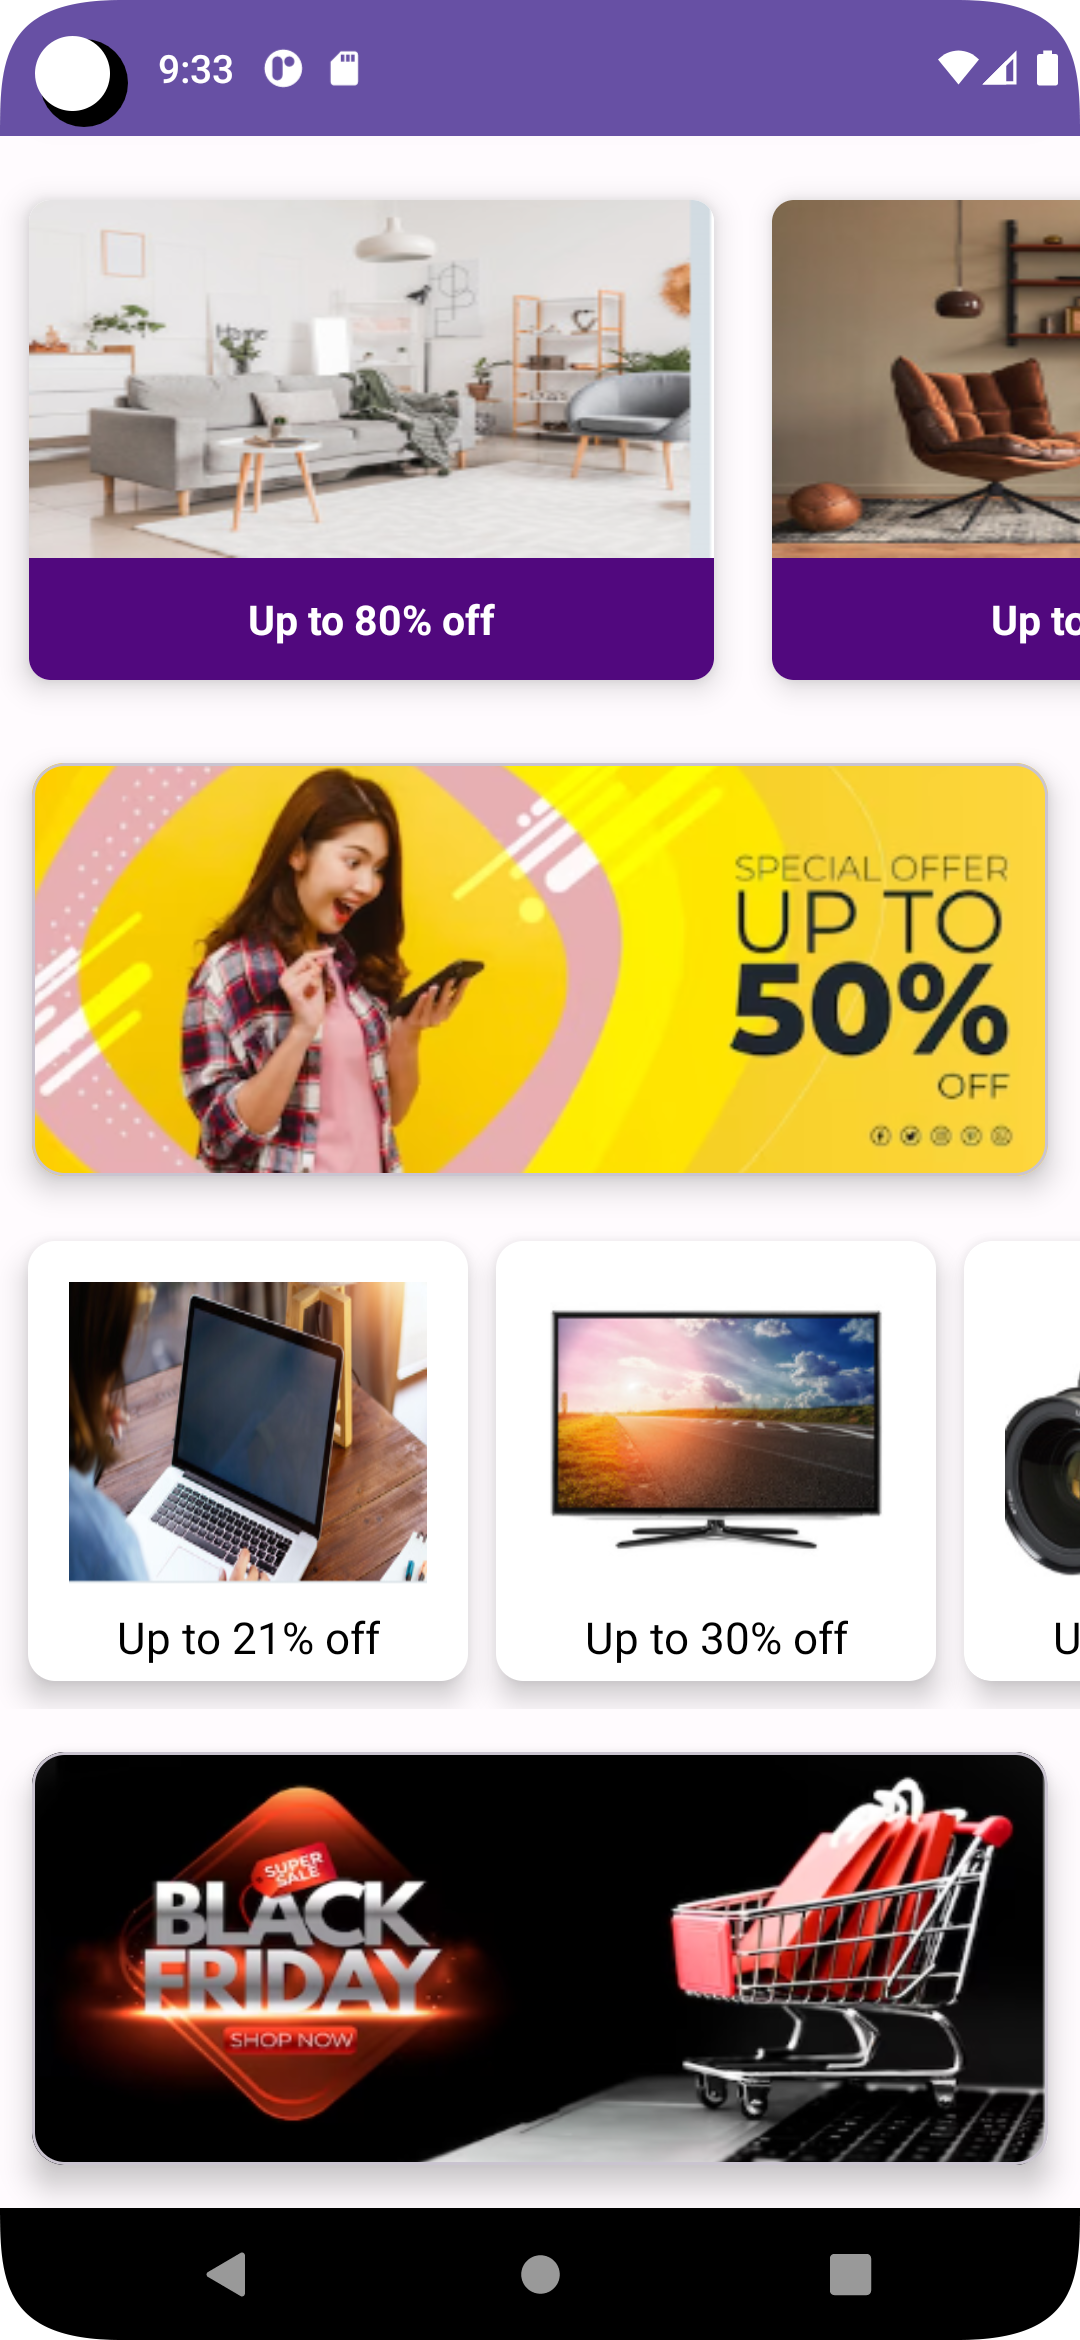 9:33
Home
Up to 80% off
Up to
SPECIAL OFFER
UP TO
50%
OFF
Up to 21% off
Up to 30% off
U
SUPER
SALE
BLACK
FRIDAY
SHOP NOW